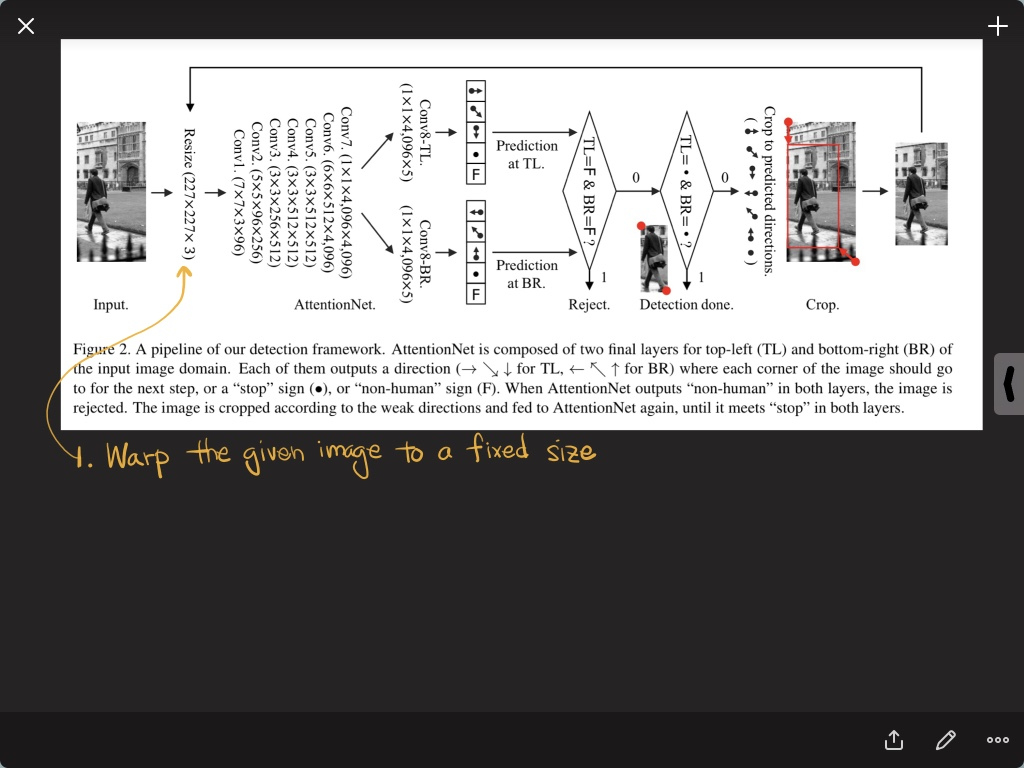 Input.
Resize (227×227×3)
Conv1. (7×7×3×96)
Conv2. (5×5×96×256)
Conv3. (3×3×256×512)
Conv4. (3×3×512×512)
Conv5. (3×3×512×512)
Conv6. (6×6×512×4,096)
Conv7. (1×1×4,096×4,096)
AttentionNet.
Conv8-TL.
(1×1×4,096×5)
Conv8-BR.
(1×1×4,096×5)
F
F
Prediction
at TL.
Prediction
at BR.
TL=F & BR=F?
0
1
Reject.
TL= • & BR= • ?
0
1
Detection done.
Crop to predicted directions.
Crop.
Figure 2. A pipeline of our detection framework. AttentionNet is composed of two final layers for top-left (TL) and bottom-right (BR) of
the input image domain. Each of them outputs a direction (→ ↘ ↓ for TL, ← ↖ ↑ for BR) where each corner of the image should go
to for the next step, or a “stop” sign (•), or “non-human” sign (F). When AttentionNet outputs “non-human” in both layers, the image is
rejected. The image is cropped according to the weak directions and fed to AttentionNet again, until it meets “stop” in both layers.
1. Warp the given image to a fixed size